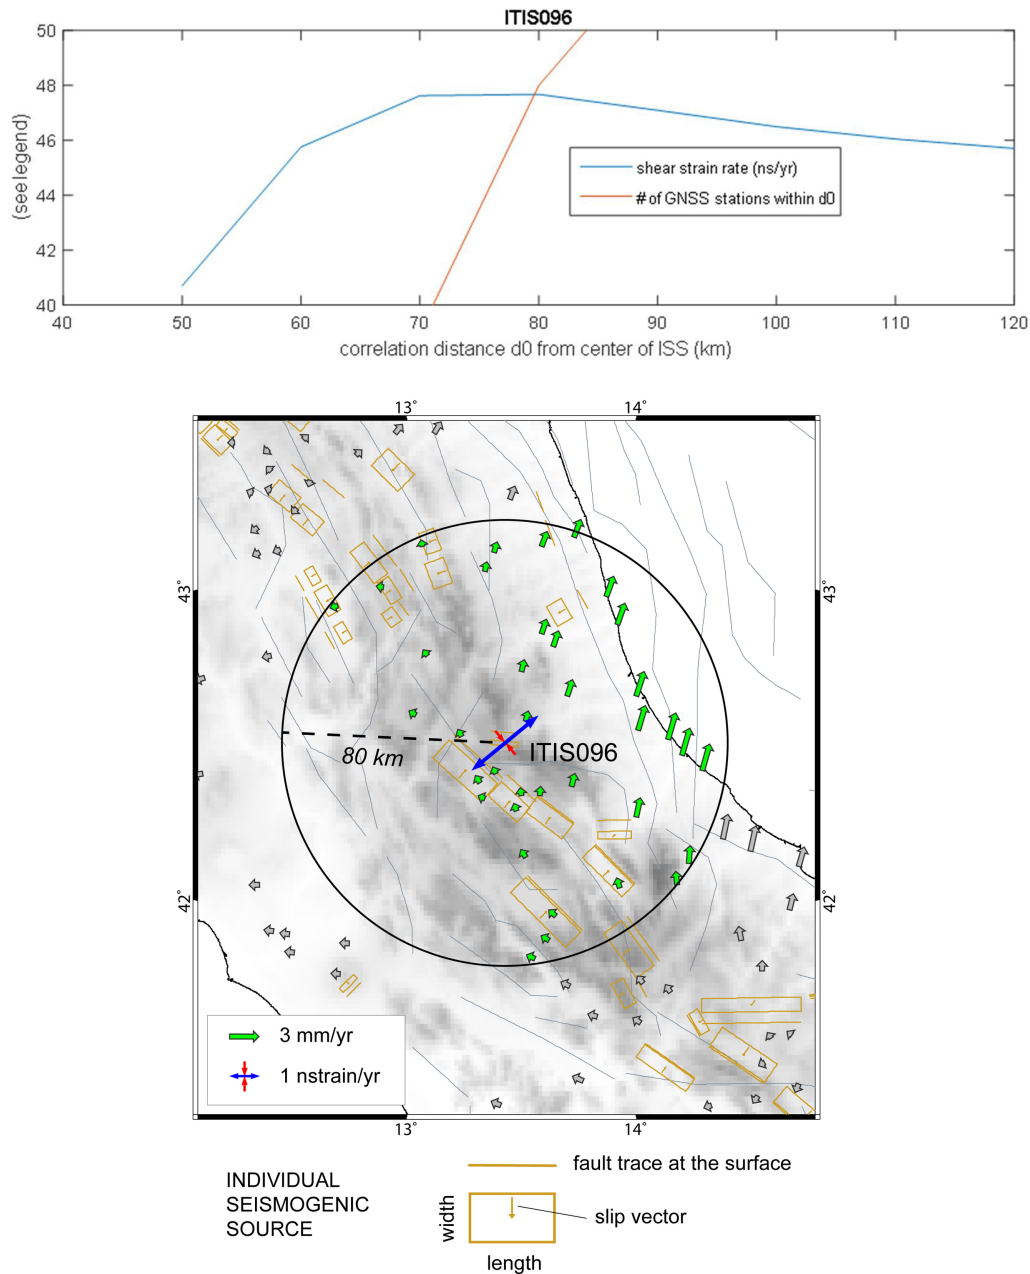 ITIS096
50
48
46
44
42
40
(see legend)
shear strain rate (ns/yr)
# of GNSS stations within d0
40 50 60 70 80 90 100 110 120
correlation distance d0 from center of ISS (km)
13° 14°
43° 43°
80 km
ITIS096
42° 42°
3 mm/yr
1 nstrain/yr
13° 14°
INDIVIDUAL
SEISMOGENIC
SOURCE
fault trace at the surface
width
slip vector
length